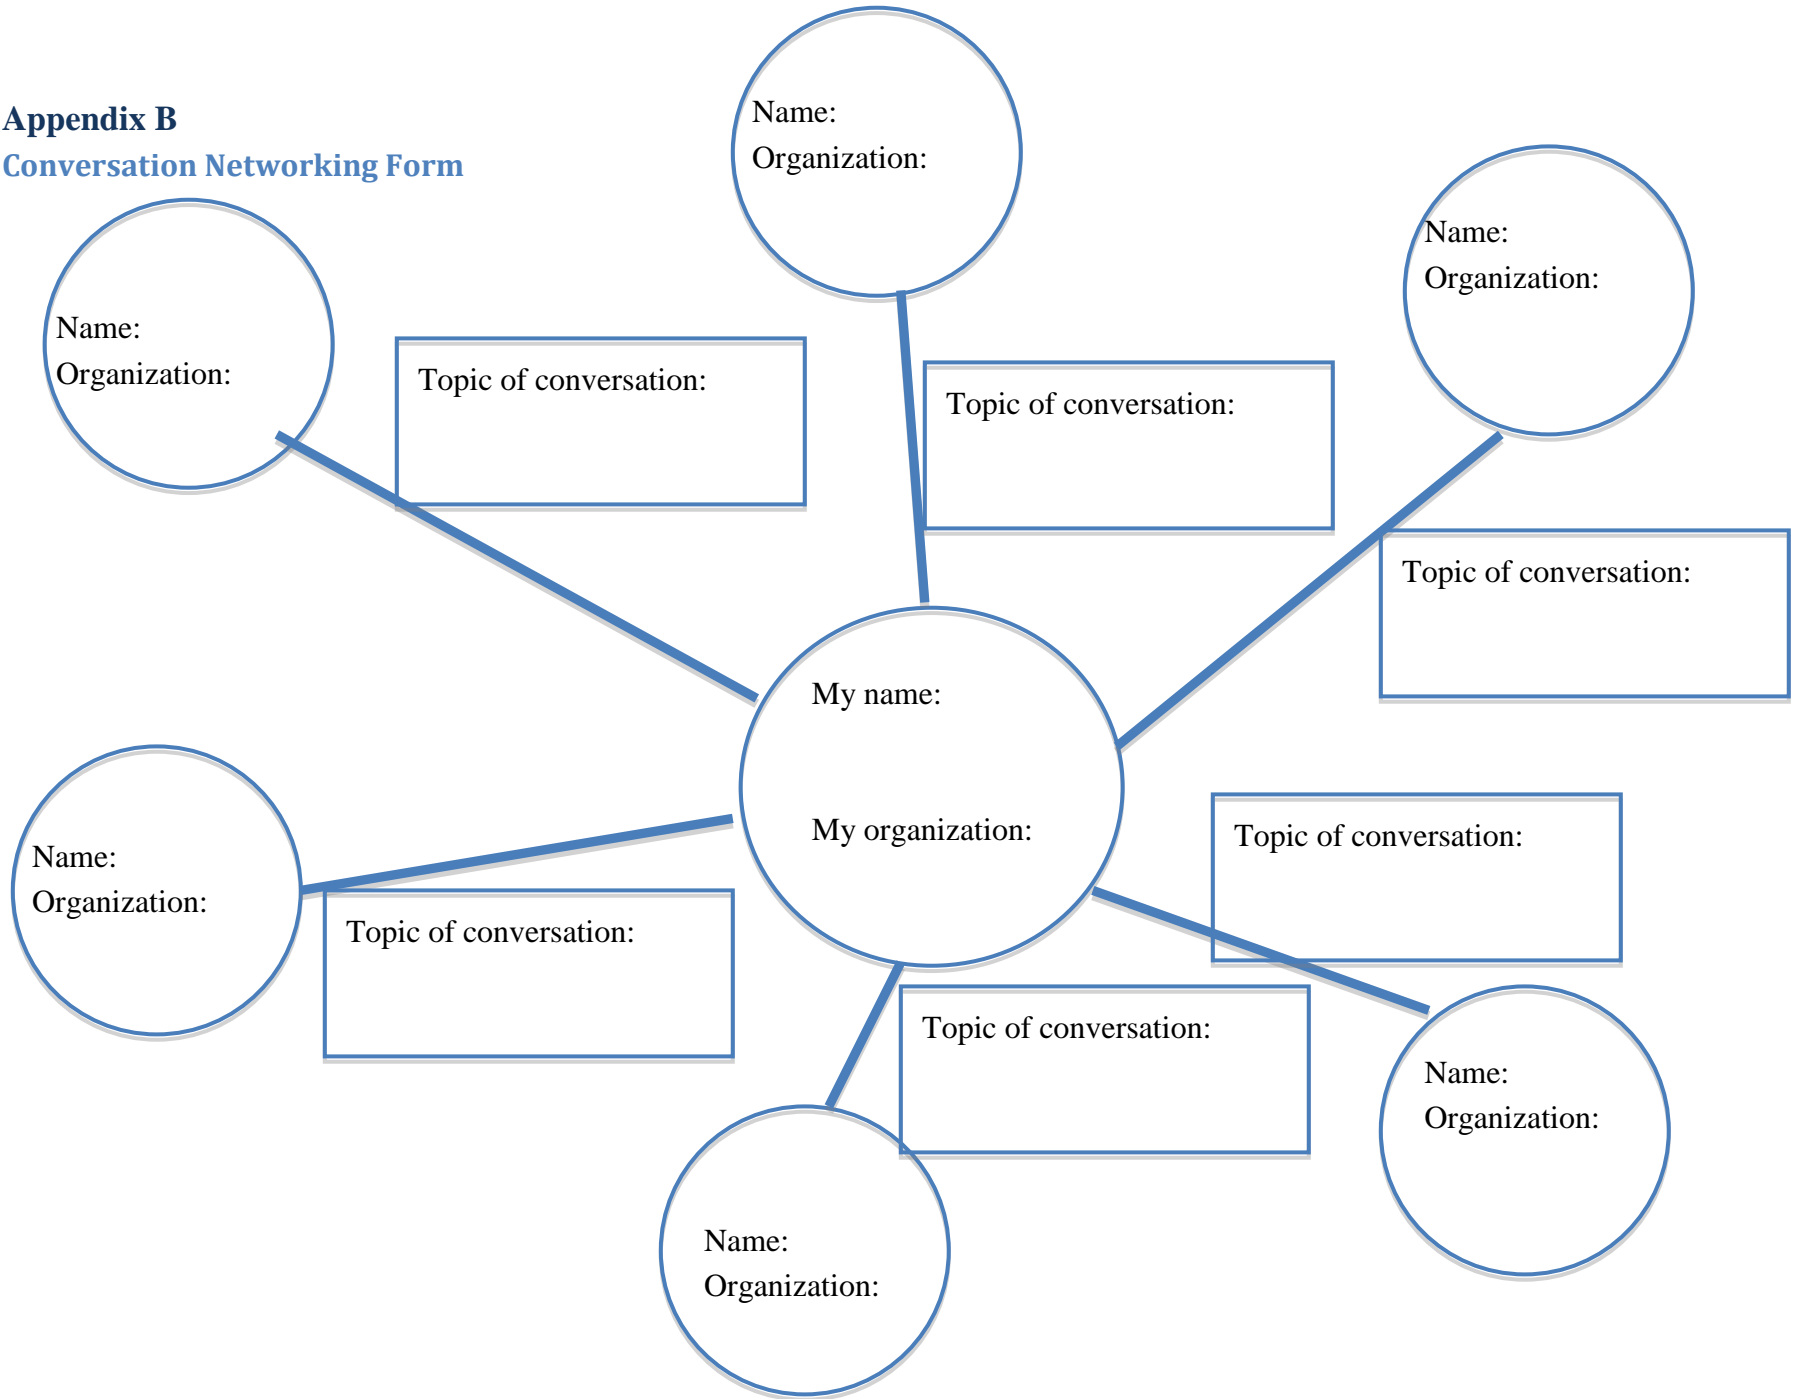 Appendix B
Conversation Networking Form
Name:
Organization:
Name:
Organization:
Name:
Organization:
Topic of conversation:
Topic of conversation:
Topic of conversation:
My name:
My organization:
Name:
Organization:
Topic of conversation:
Topic of conversation:
Topic of conversation:
Name:
Organization:
Name:
Organization: